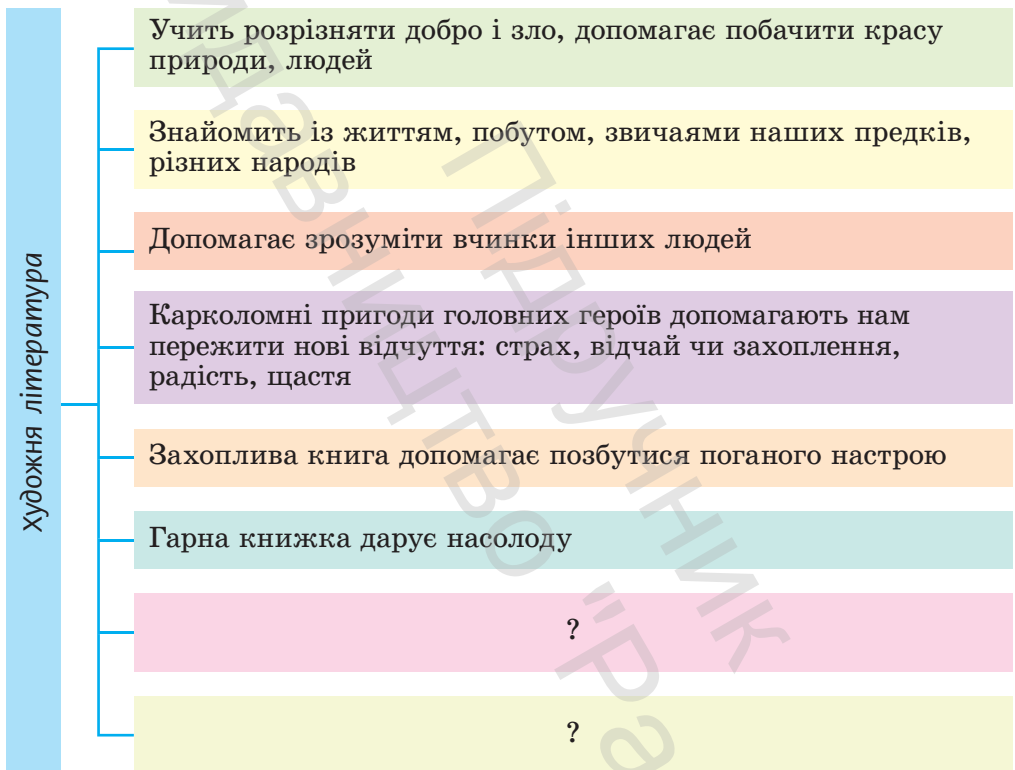 Художня література
Учить розрізняти добро і зло, допомагає побачити красу
природи, людей
Знайомить із життям, побутом, звичаями наших предків,
різних народів
Допомагає зрозуміти вчинки інших людей
Карколомні пригоди головних героїв допомагають нам
пережити нові відчуття: страх, відчай чи захоплення,
радість, щастя
Захоплива книга допомагає позбутися поганого настрою
Гарна книжка дарує насолоду
?
?
Підручник